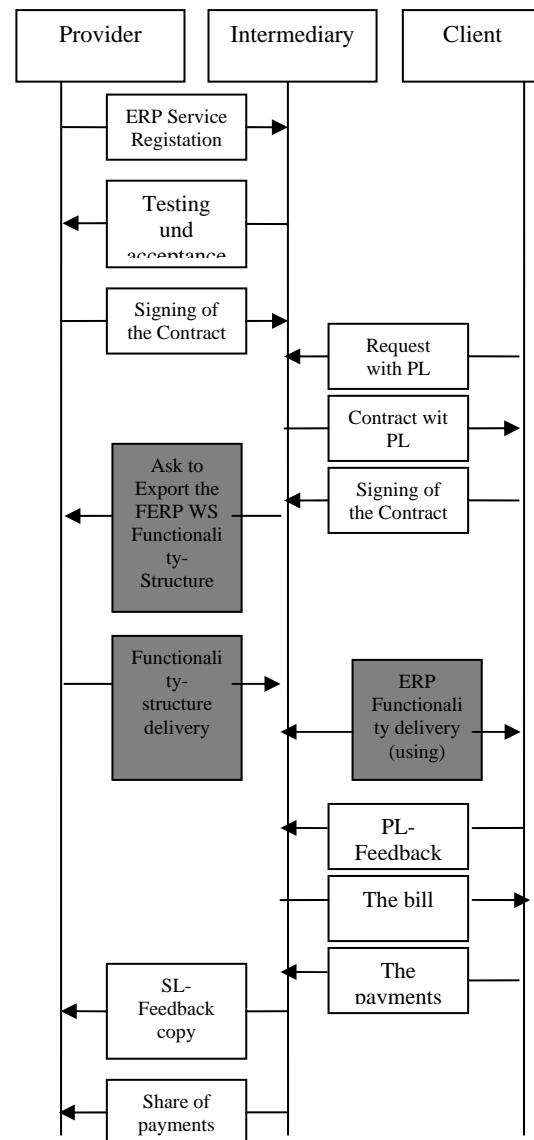 Provider
Intermediary
Client
ERP Service
Registation
Testing
und
acceptance
Signing of
the Contract
Request
with PL
Contract wit
PL
Ask to
Export the
FERP WS
Functionali
ty-
Structure
Signing of
the Contract
Functionali
ty-
structure
delivery
ERP
Functionali
ty delivery
(using)
PL-
Feedback
The bill
The
payments
SL-
Feedback
copy
Share of
payments